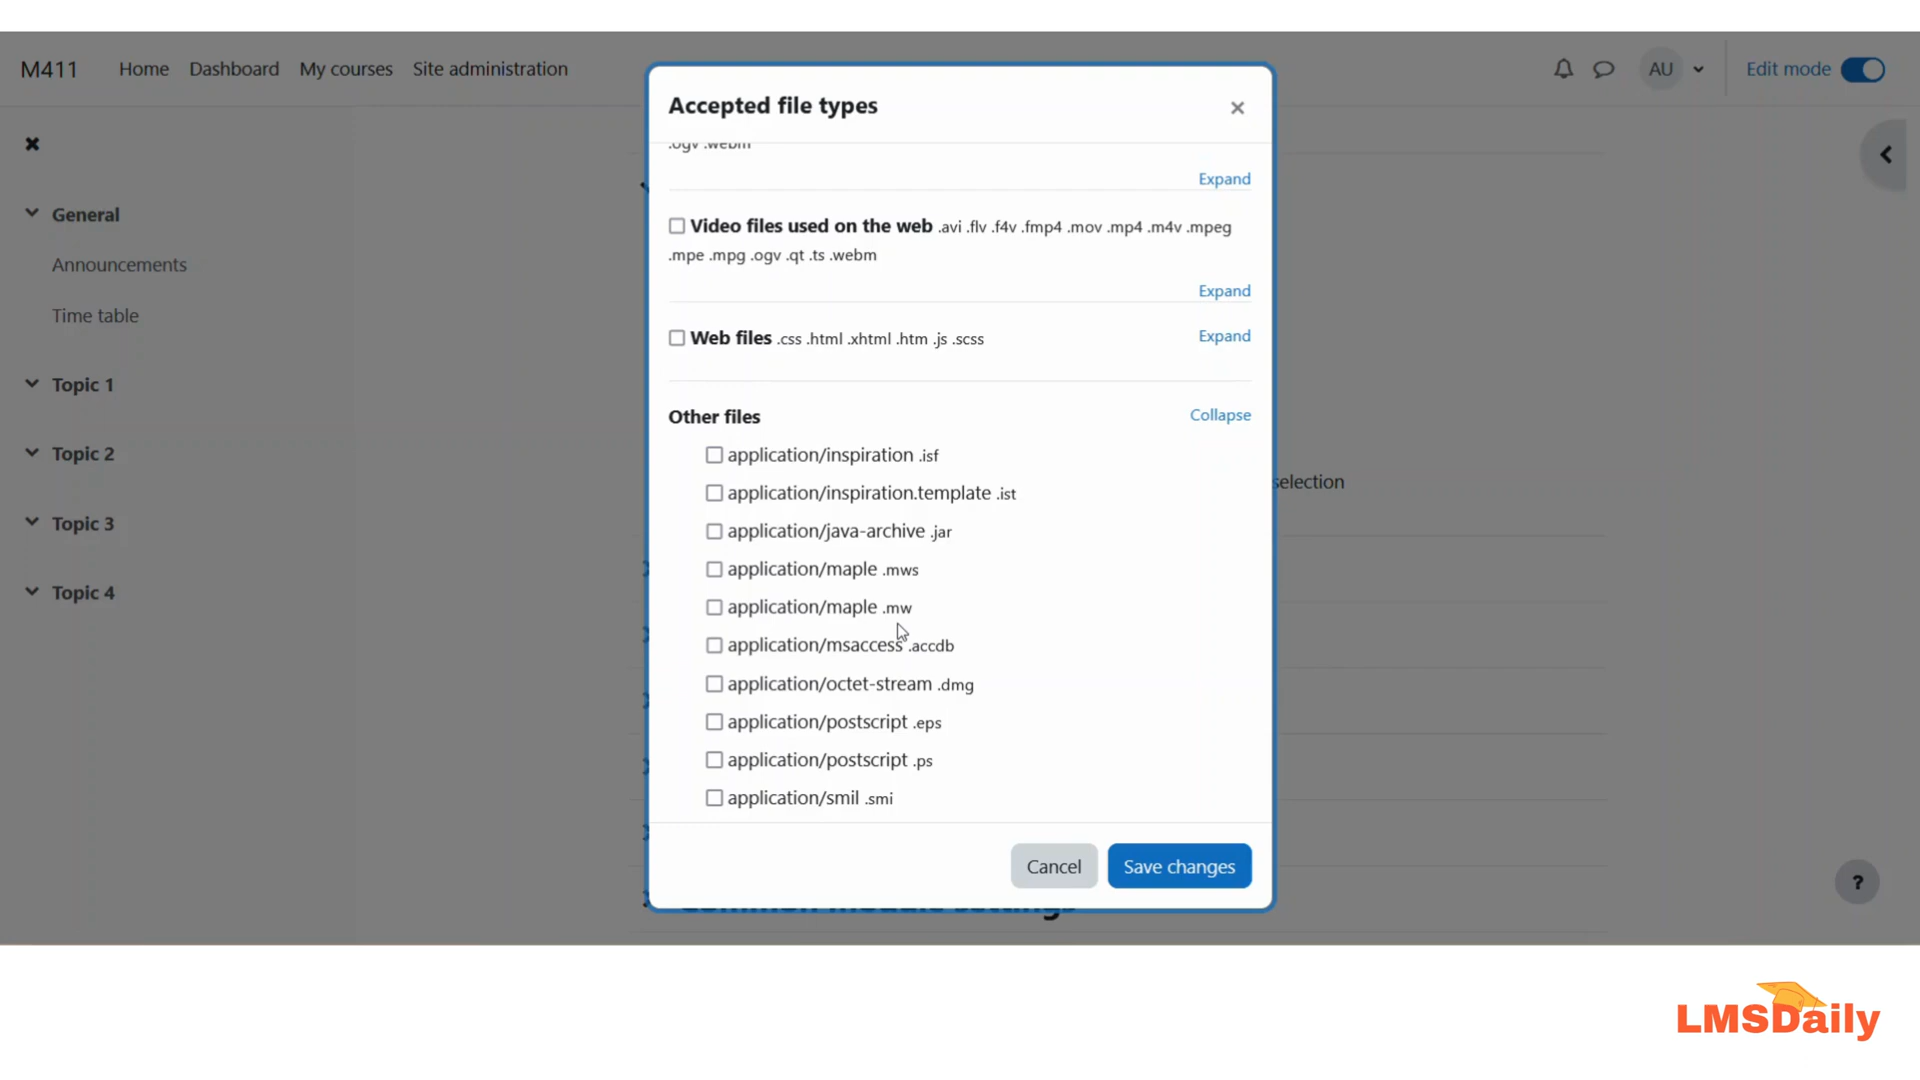 M411 Home Dashboard My courses Site administration AU Edit mode
Accepted file types ×
.ogv .webm
Expand
Video files used on the web .avi .flv .f4v .fmp4 .mov .mp4 .m4v .mpeg
.mpe .mpg .ogv .qt .ts .webm
Expand
Web files .css .html .xhtml .htm .js .scss Expand
Other files Collapse
application/inspiration .isf
application/inspiration.template .ist
application/java-archive .jar
application/maple .mws
application/maple .mw
application/msaccess .accdb
application/octet-stream .dmg
application/postscript .eps
application/postscript .ps
application/smil .smi
Cancel Save changes
General
Announcements
Time table
Topic 1
Topic 2
Topic 3
Topic 4
selection
Common module settings
?
LMSDaily